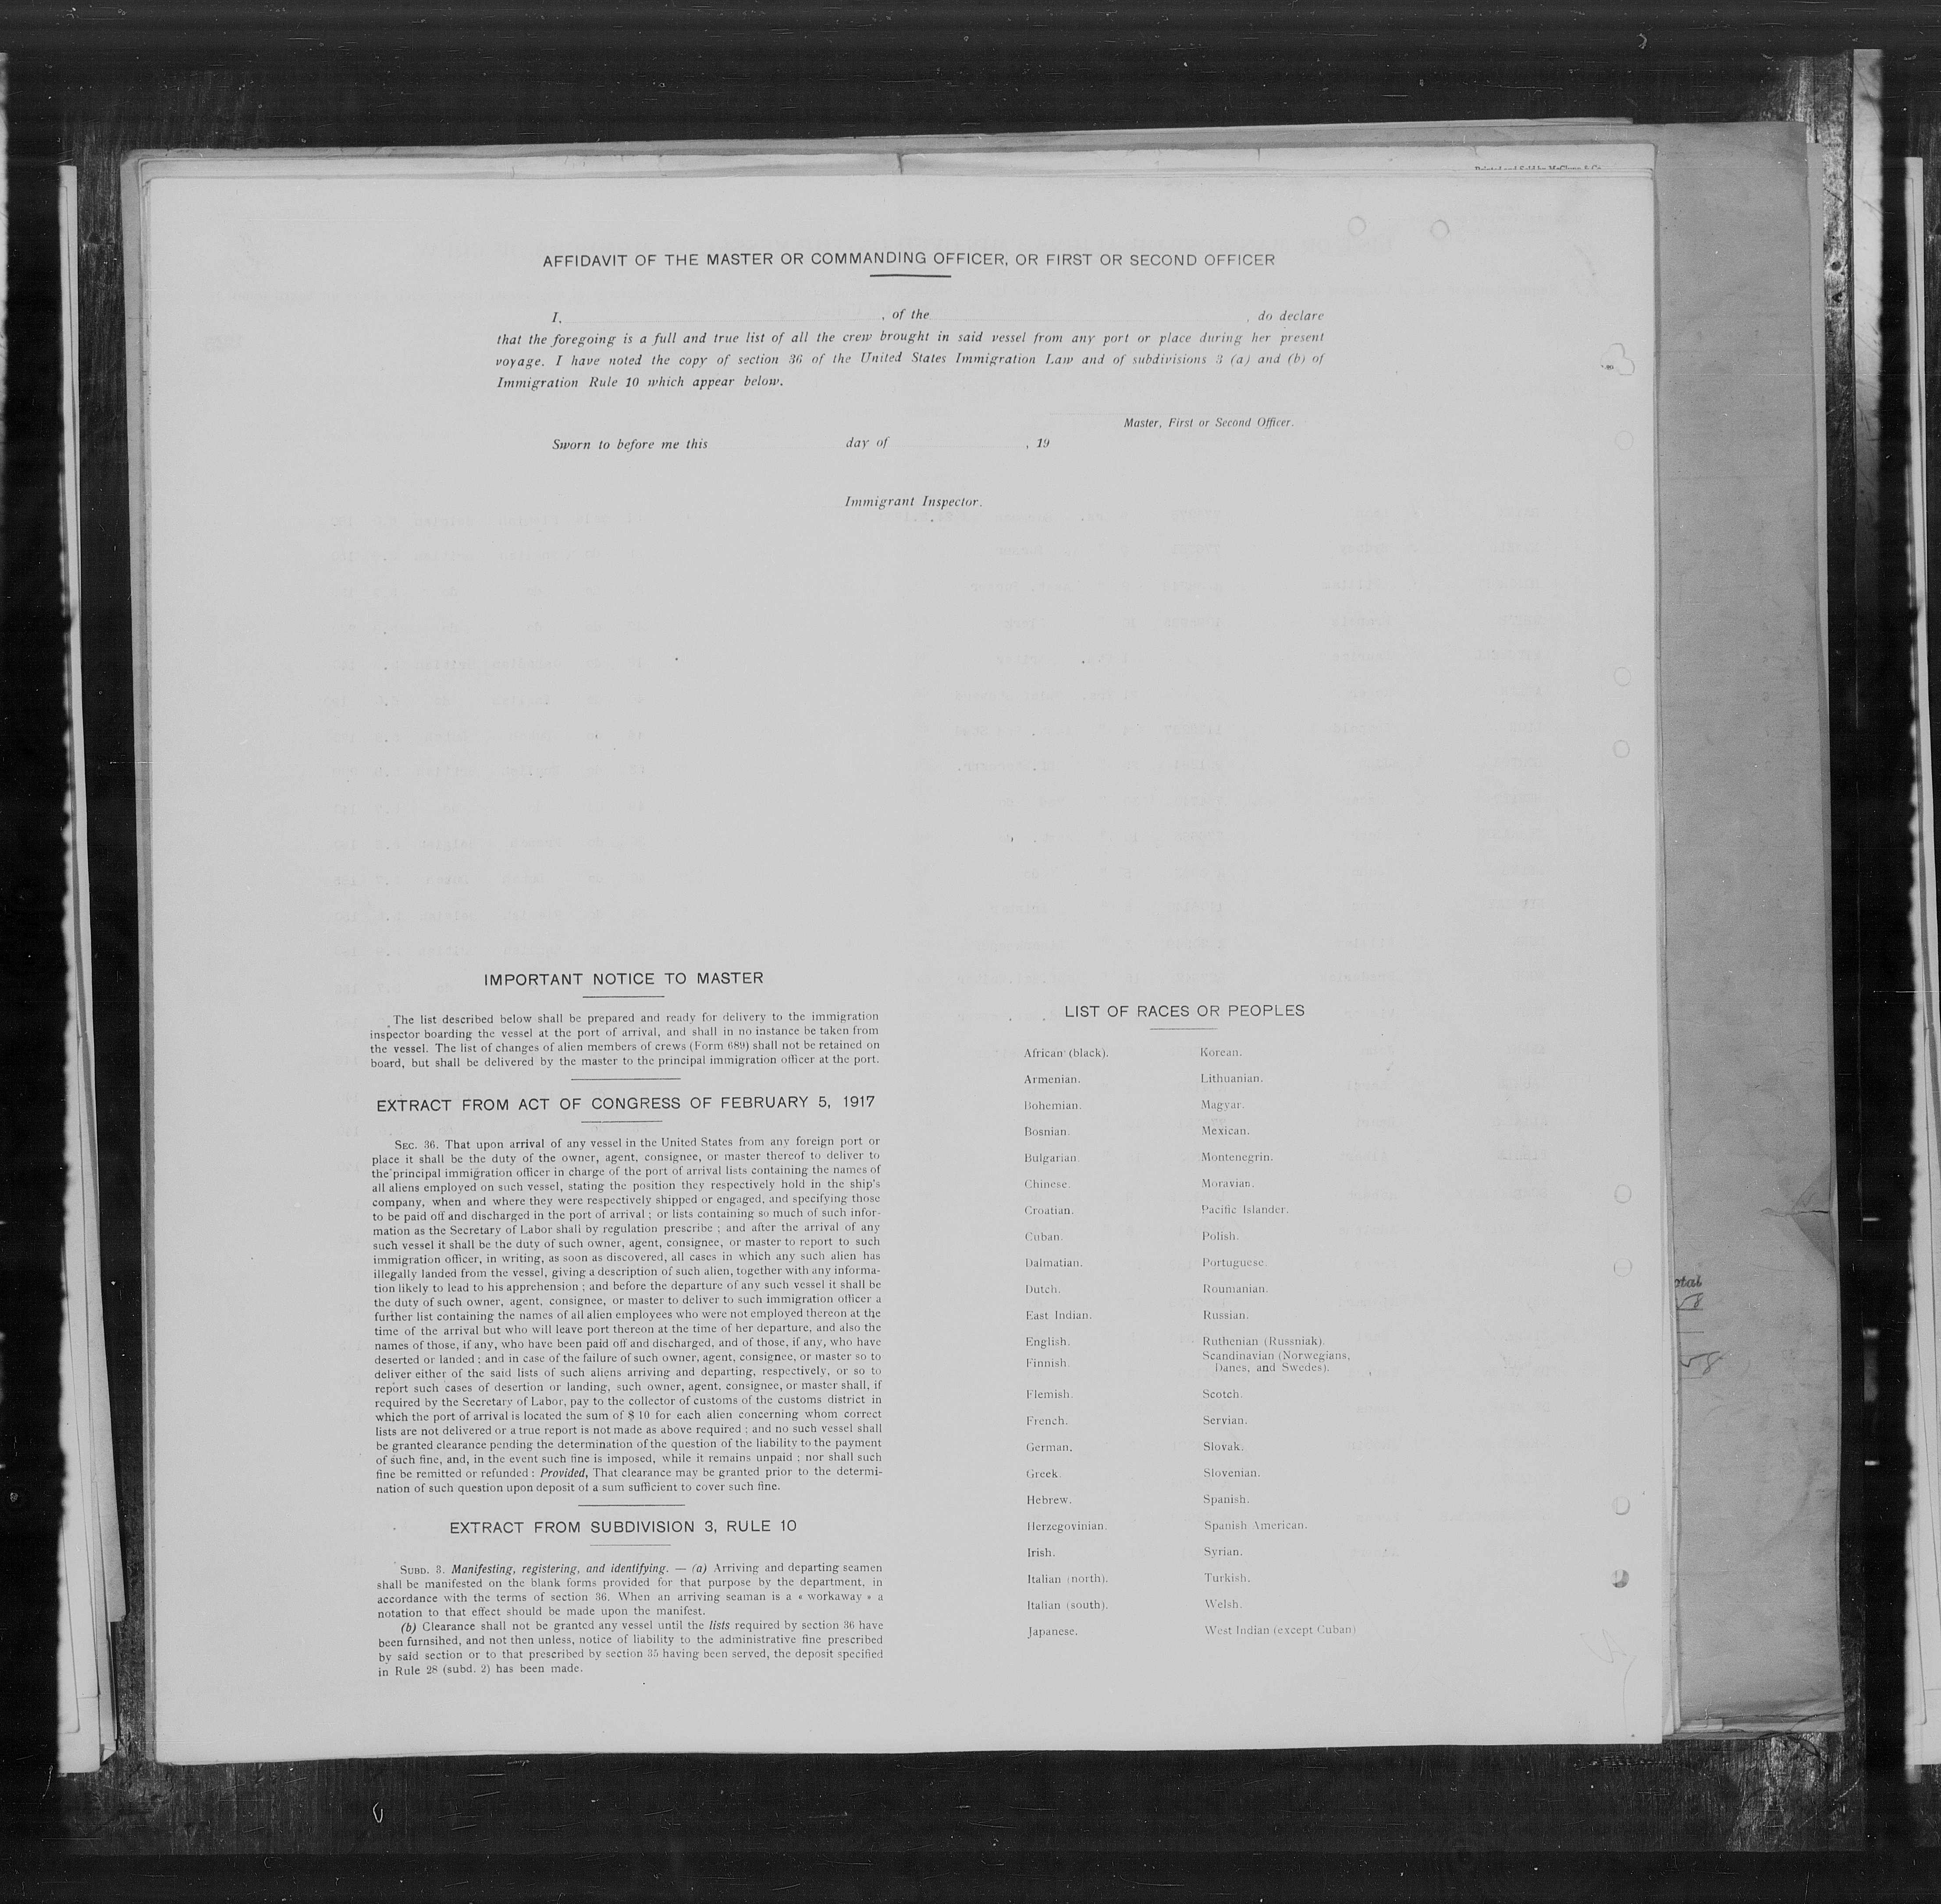 AFFIDAVIT OF THE MASTER OR COMMANDING OFFICER, OR FIRST OR SECOND OFFICER
I, , of the , do declare
that the foregoing is a full and true list of all the crew brought in said vessel from any port or place during her present
voyage. I have noted the copy of section 36 of the United States Immigration Law and of subdivisions 3 (a) and (b) of
Immigration Rule 10 which appear below.
Master, First or Second Officer.
Sworn to before me this day of , 19
Immigrant Inspector.
IMPORTANT NOTICE TO MASTER
The list described below shall be prepared and ready for delivery to the immigration
inspector boarding the vessel at the port of arrival, and shall in no instance be taken from
the vessel. The list of changes of alien members of crews (Form 689) shall not be retained on
board, but shall be delivered by the master to the principal immigration officer at the port.
EXTRACT FROM ACT OF CONGRESS OF FEBRUARY 5, 1917
SEC. 36. That upon arrival of any vessel in the United States from any foreign port or
place it shall be the duty of the owner, agent, consignee, or master thereof to deliver to
the principal immigration officer in charge of the port of arrival lists containing the names of
all aliens employed on such vessel, stating the position they respectively hold in the ship's
company, when and where they were respectively shipped or engaged, and specifying those
to be paid off and discharged in the port of arrival ; or lists containing so much of such infor-
mation as the Secretary of Labor shall by regulation prescribe ; and after the arrival of any
such vessel it shall be the duty of such owner, agent, consignee, or master to report to such
immigration officer, in writing, as soon as discovered, all cases in which any such alien has
illegally landed from the vessel, giving a description of such alien, together with any informa-
tion likely to lead to his apprehension ; and before the departure of any such vessel it shall be
the duty of such owner, agent, consignee, or master to deliver to such immigration officer a
further list containing the names of all alien employees who were not employed thereon at the
time of the arrival but who will leave port thereon at the time of her departure, and also the
names of those, if any, who have been paid off and discharged, and of those, if any, who have
deserted or landed ; and in case of the failure of such owner, agent, consignee, or master so to
deliver either of the said lists of such aliens arriving and departing, respectively, or so to
report such cases of desertion or landing, such owner, agent, consignee, or master shall, if
required by the Secretary of Labor, pay to the collector of customs of the customs district in
which the port of arrival is located the sum of $ 10 for each alien concerning whom correct
lists are not delivered or a true report is not made as above required ; and no such vessel shall
be granted clearance pending the determination of the question of the liability to the payment
of such fine, and, in the event such fine is imposed, while it remains unpaid ; nor shall such
fine be remitted or refunded : Provided, That clearance may be granted prior to the determi-
nation of such question upon deposit of a sum sufficient to cover such fine.
EXTRACT FROM SUBDIVISION 3, RULE 10
SUBD. 3. Manifesting, registering, and identifying. — (a) Arriving and departing seamen
shall be manifested on the blank forms provided for that purpose by the department, in
accordance with the terms of section 36. When an arriving seaman is a « workaway » a
notation to that effect should be made upon the manifest.
(b) Clearance shall not be granted any vessel until the lists required by section 36 have
been furnsihed, and not then unless, notice of liability to the administrative fine prescribed
by said section or to that prescribed by section 35 having been served, the deposit specified
in Rule 28 (subd. 2) has been made.
LIST OF RACES OR PEOPLES
African (black). Korean.
Armenian. Lithuanian.
Bohemian. Magyar.
Bosnian. Mexican.
Bulgarian. Montenegrin.
Chinese. Moravian.
Croatian. Pacific Islander.
Cuban. Polish.
Dalmatian. Portuguese.
Dutch. Roumanian.
East Indian. Russian.
English. Ruthenian (Russniak).
Finnish. Scandinavian (Norwegians,
Danes, and Swedes).
Flemish. Scotch.
French. Servian.
German. Slovak.
Greek. Slovenian.
Hebrew. Spanish.
Herzegovinian. Spanish American.
Irish. Syrian.
Italian (north). Turkish.
Italian (south). Welsh.
Japanese. West Indian (except Cuban)